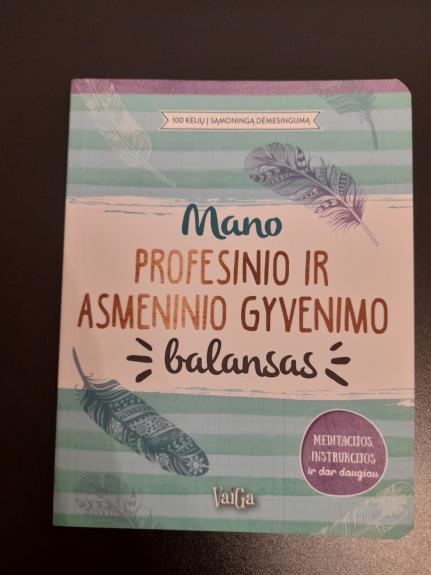 100 KELIŲ Į SĄMONINGĄ DĖMESINGUMĄ
Mano
PROFESINIO IR
ASMENINIO GYVENIMO
balansas
MEDITACIJOS,
INSTRUKCIJOS
ir dar daugiau
VaiGa